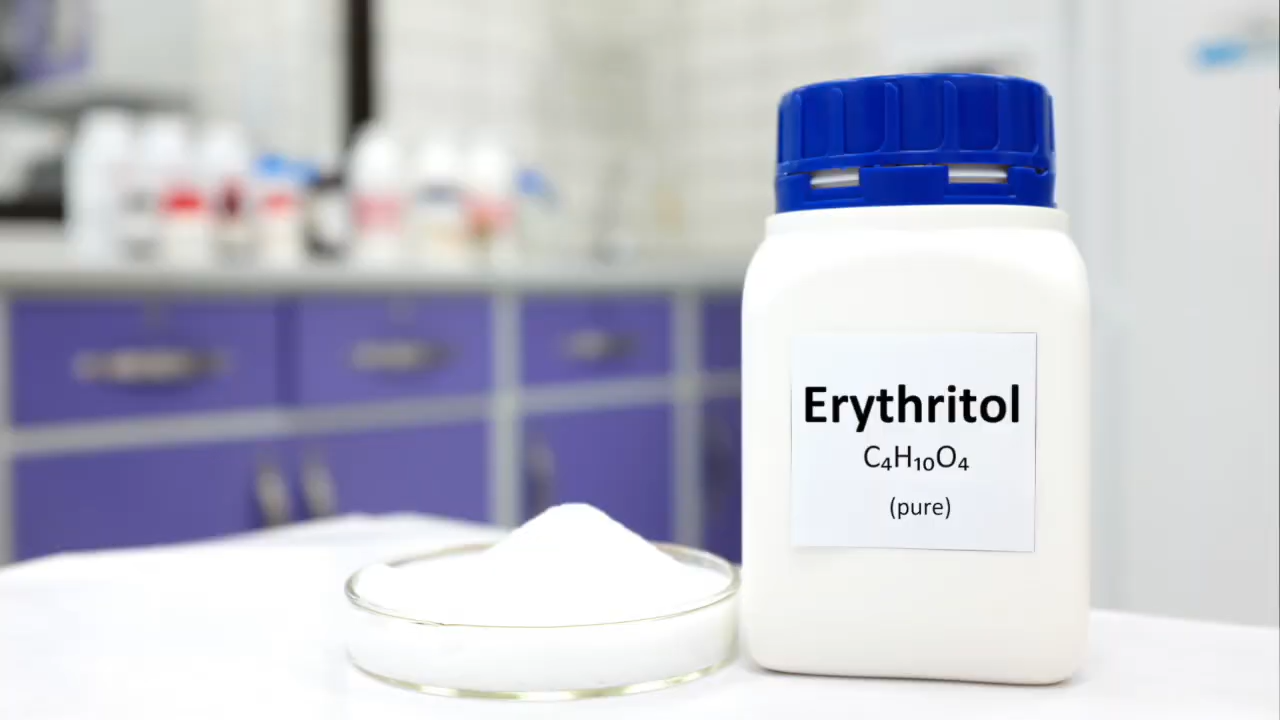 Erythritol
C₄H₁₀O₄
(pure)